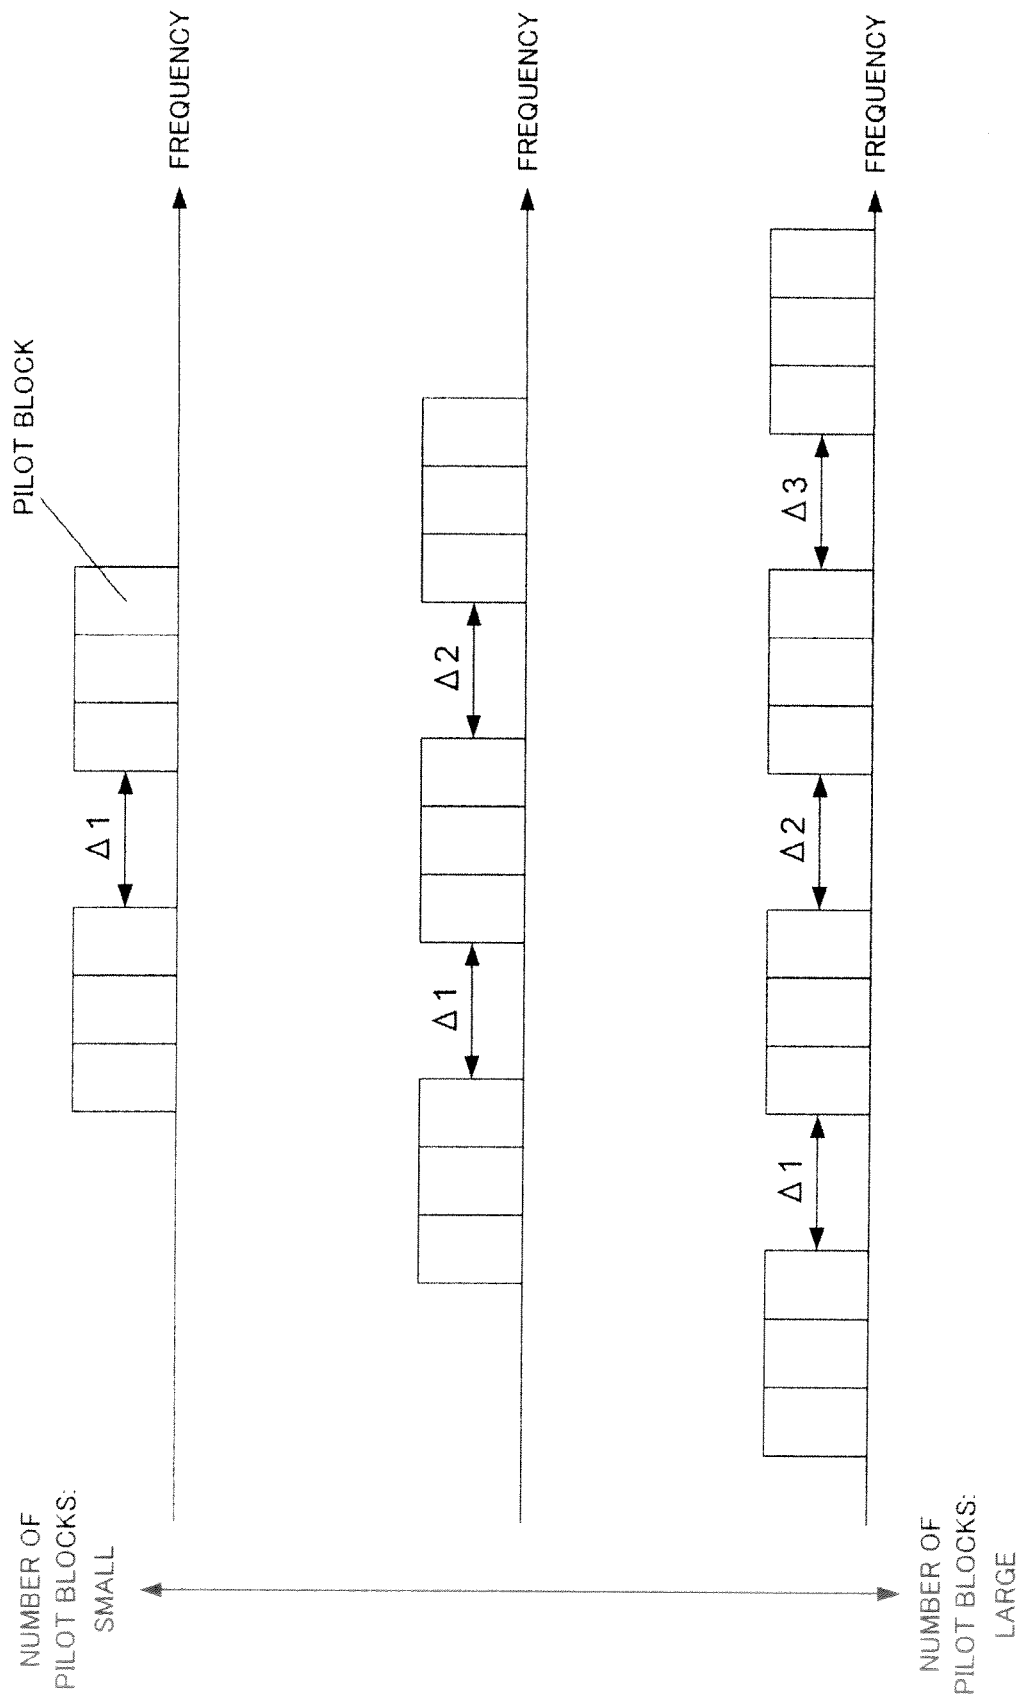 NUMBER OF
PILOT BLOCKS:
SMALL
Δ1
PILOT BLOCK
FREQUENCY
Δ1
Δ2
FREQUENCY
NUMBER OF
PILOT BLOCKS:
LARGE
Δ1
Δ2
Δ3
FREQUENCY